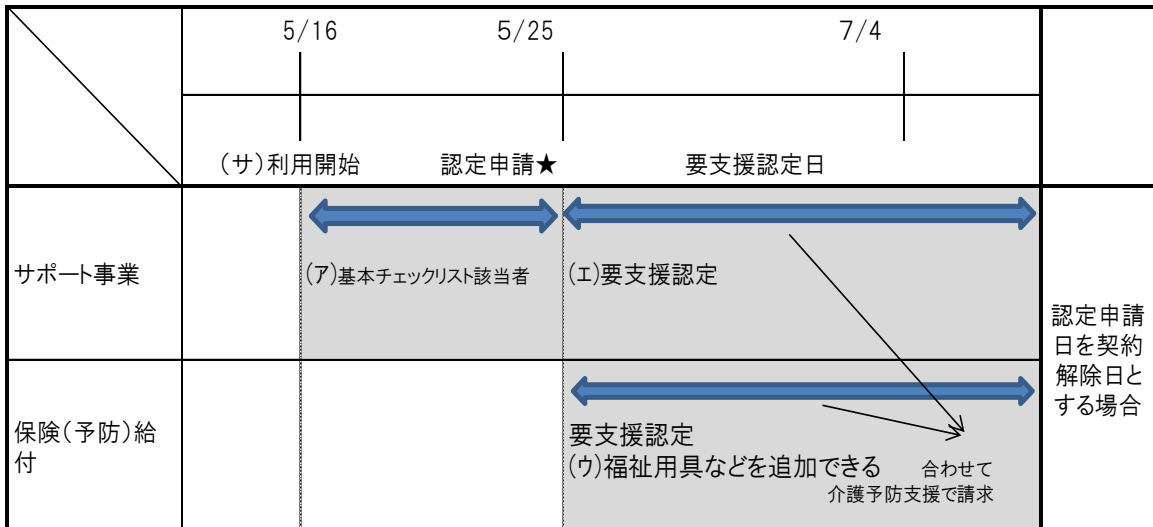 5/16 5/25 7/4
(サ)利用開始 認定申請★ 要支援認定日
サポート事業
(ア)基本チェックリスト該当者
(エ)要支援認定
保険(予防)給
付
要支援認定
(ウ)福祉用具などを追加できる
合わせて
介護予防支援で請求
認定申請
日を契約
解除日と
する場合